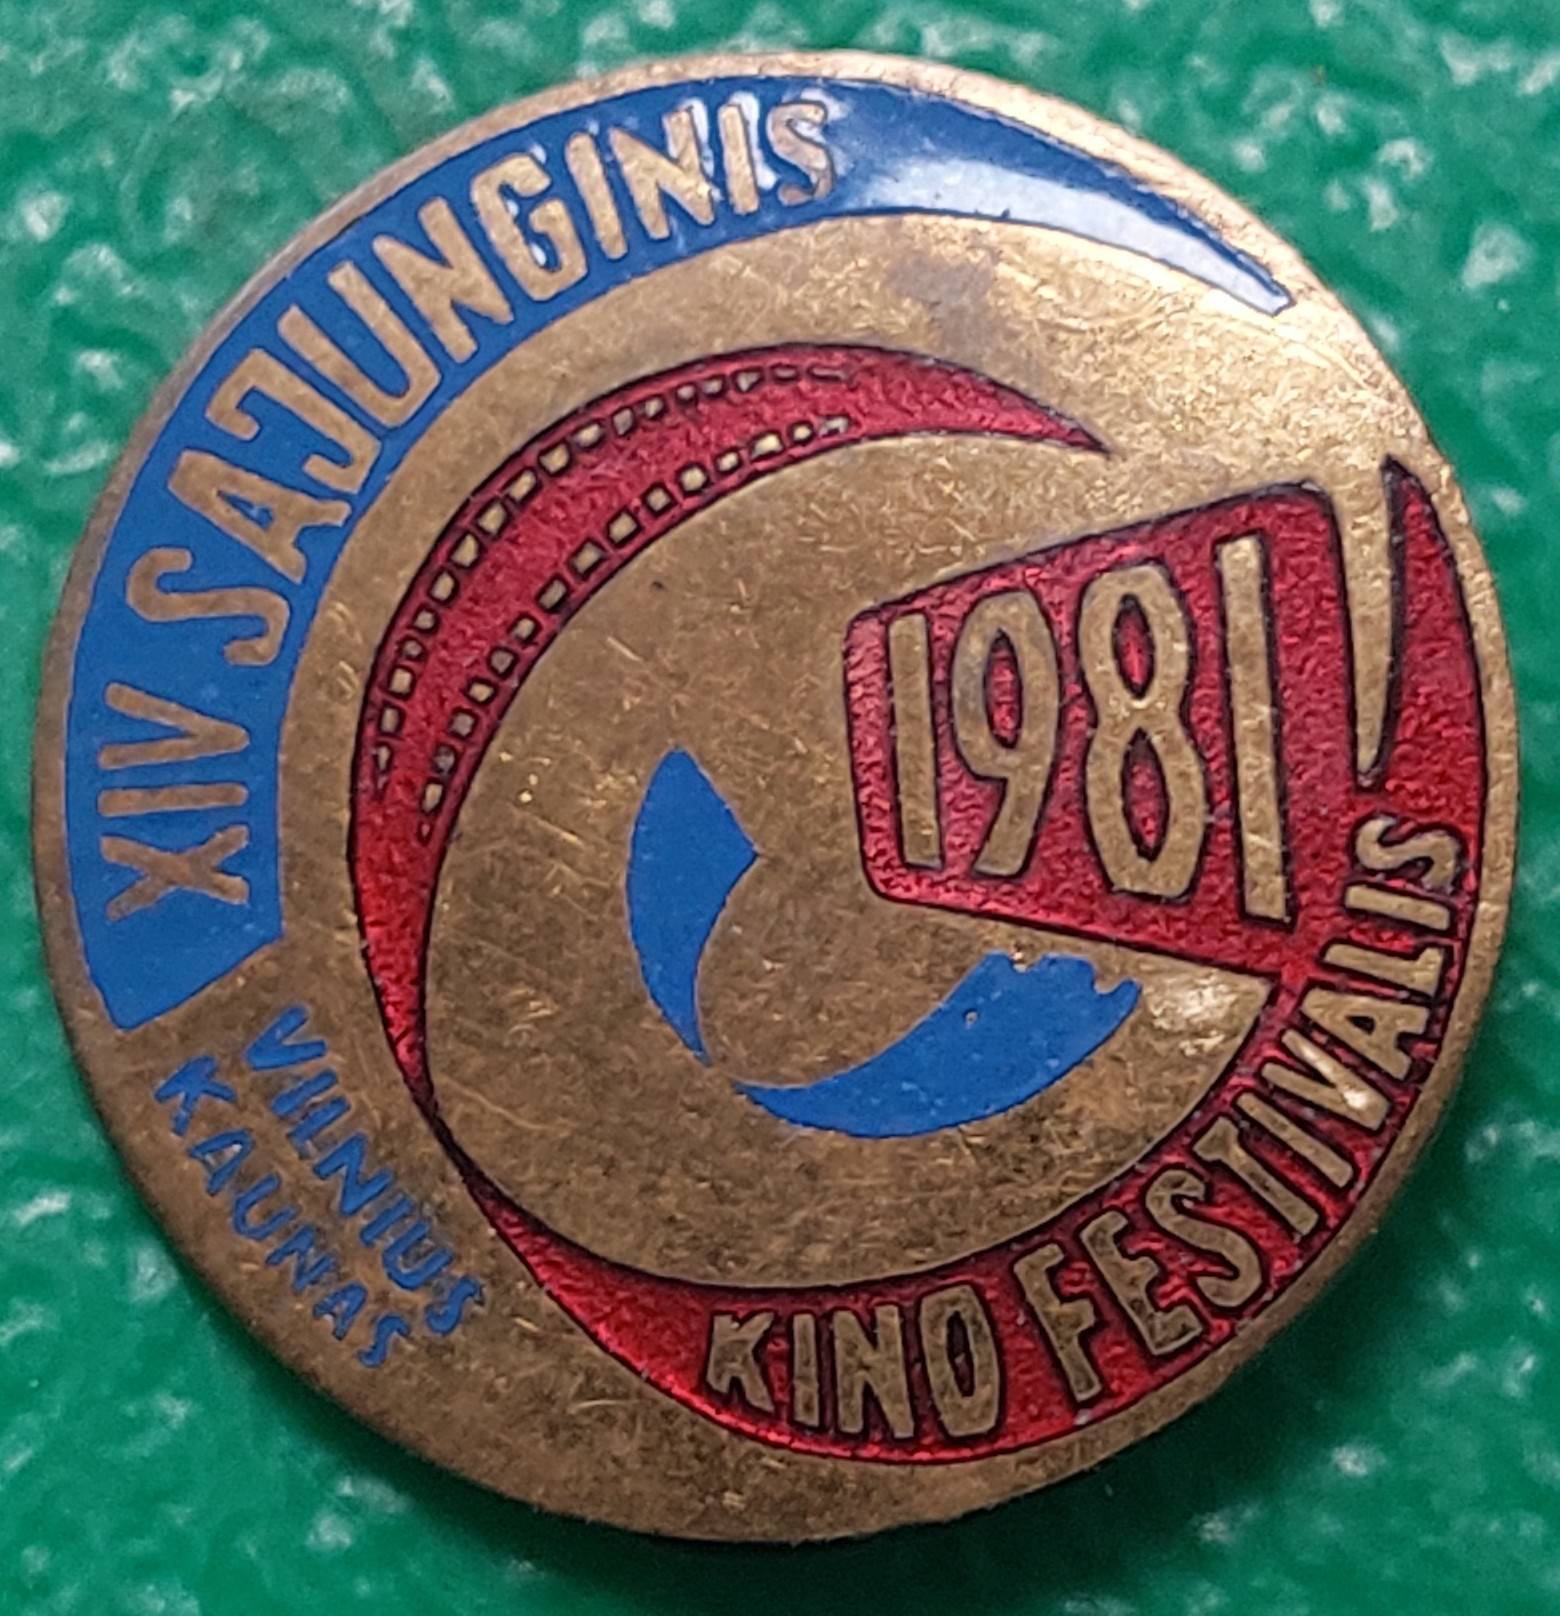 XIV SAJUNGINIS
1981
KINO FESTIVALIS
VILNIUS
KAUNAS